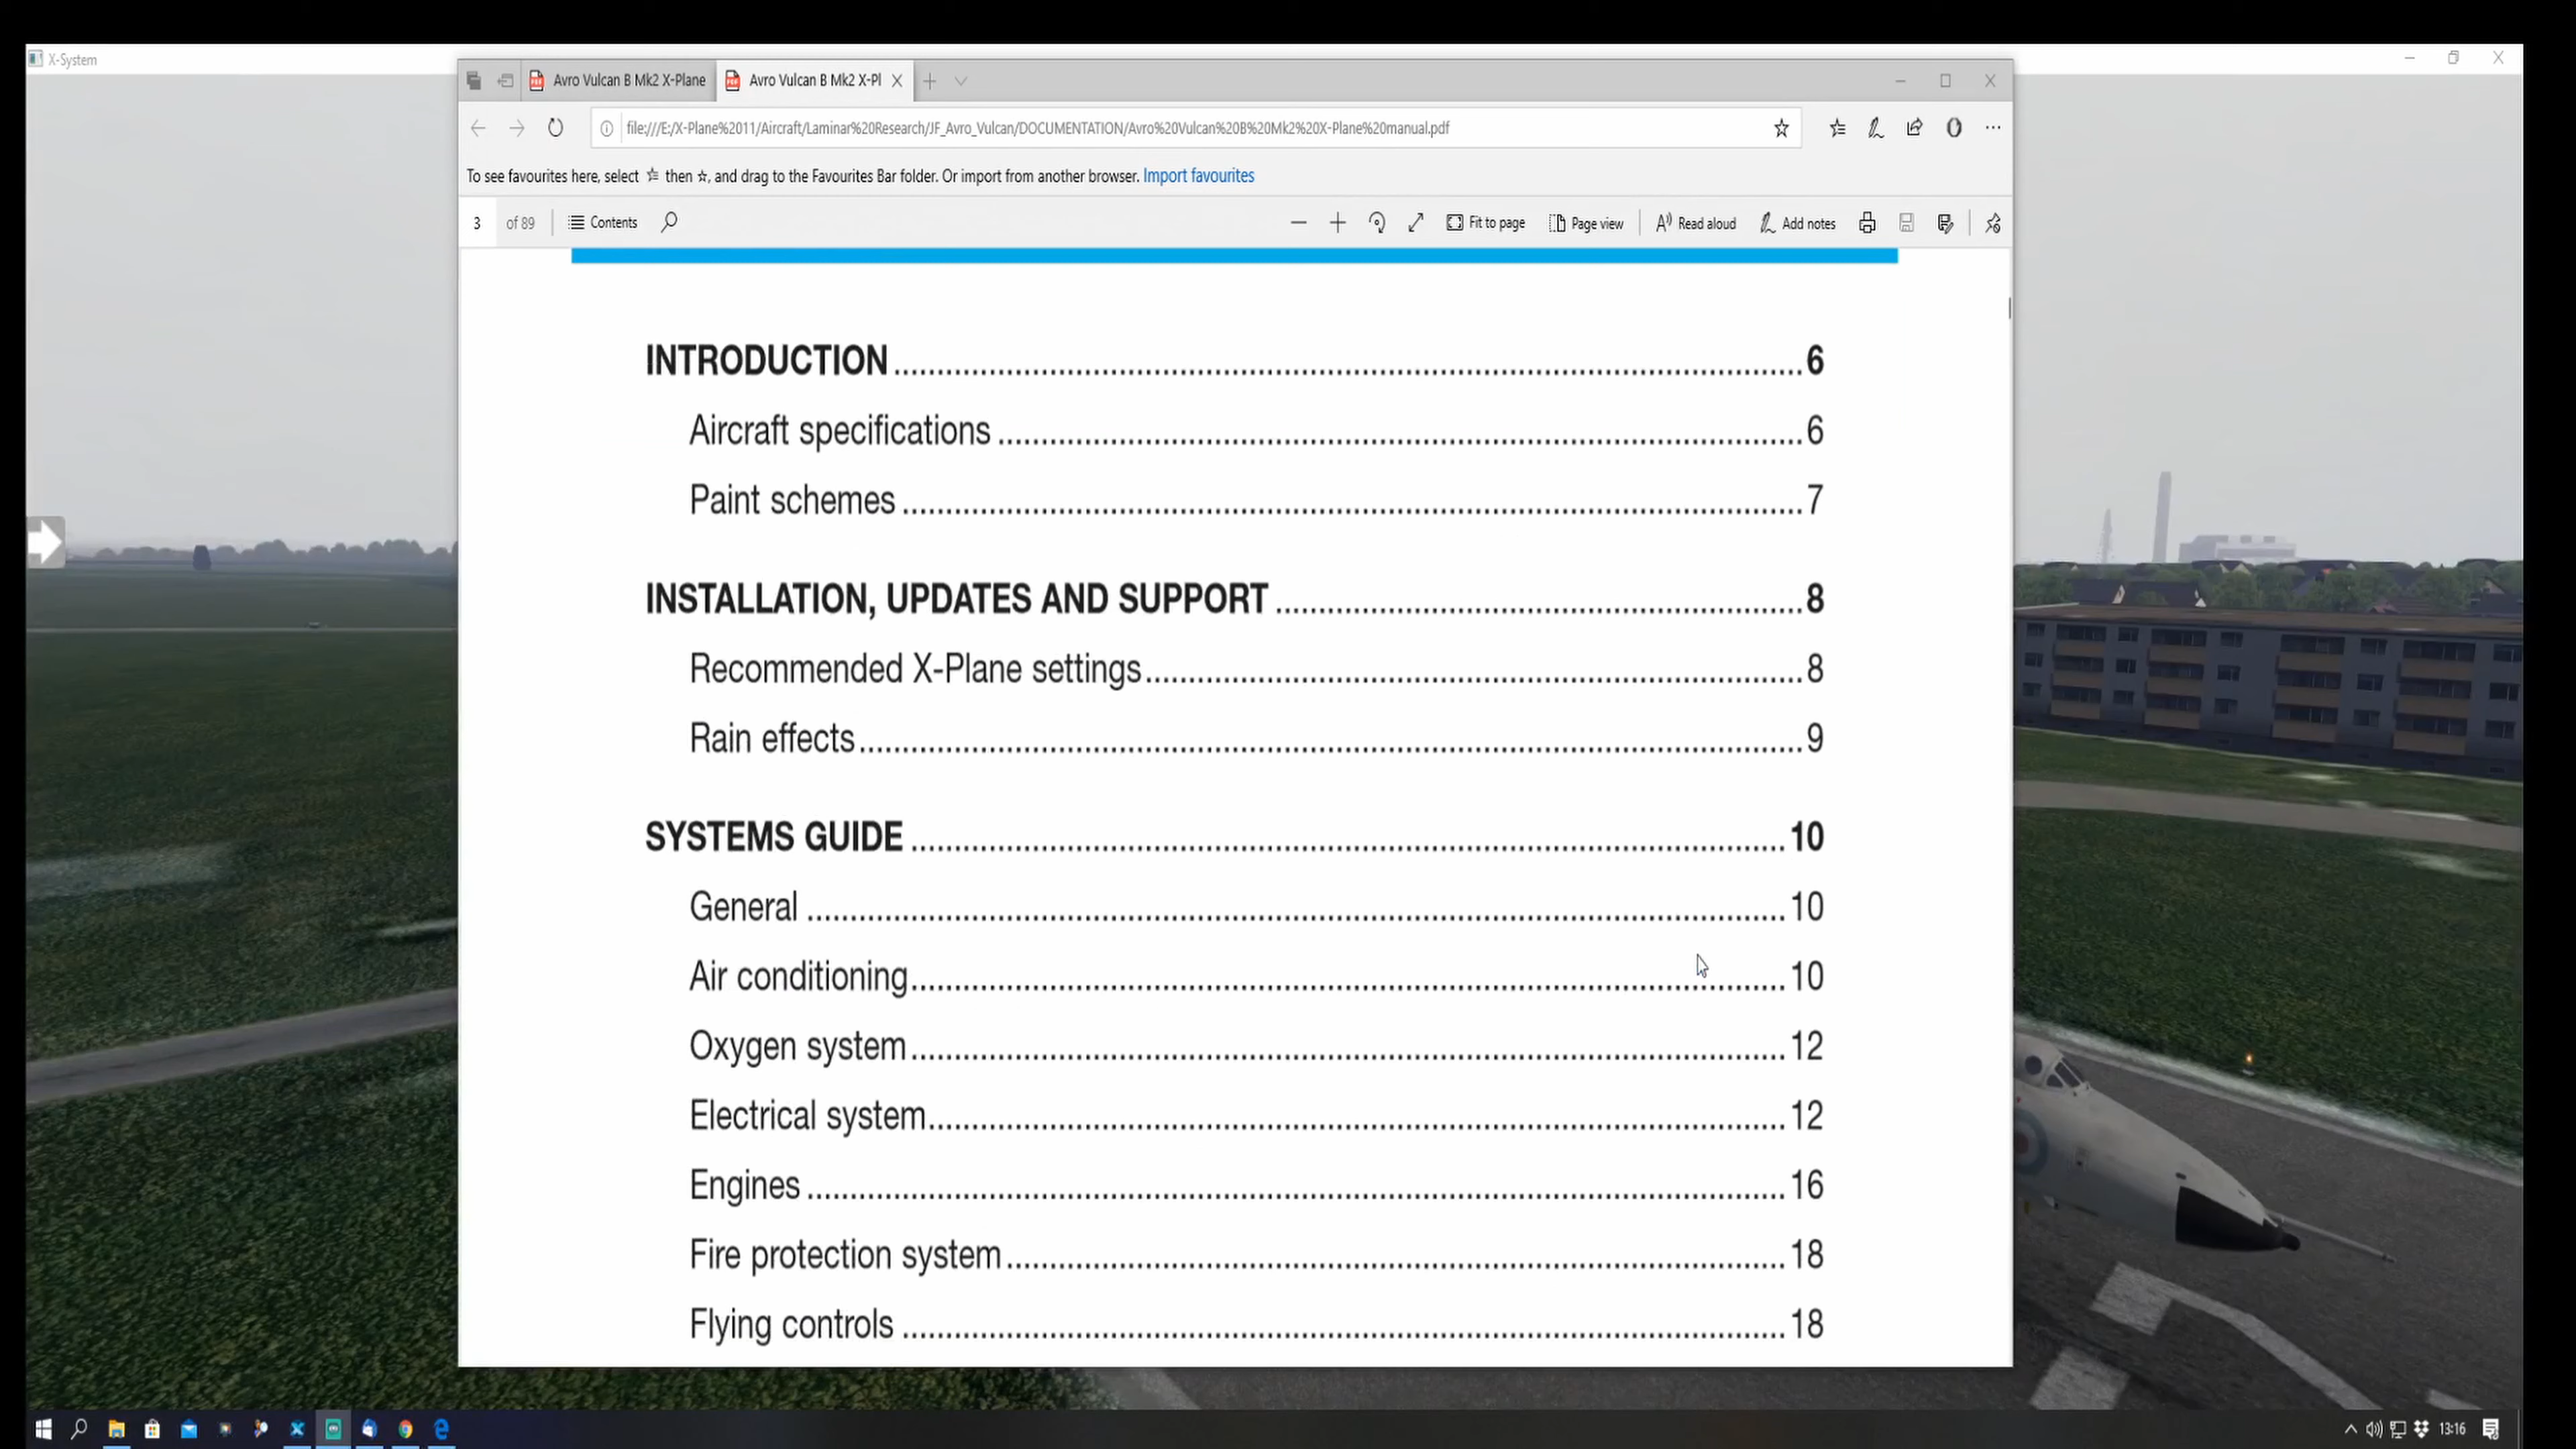 X-System
Avro Vulcan B Mk2 X-Plane
Avro Vulcan B Mk2 X-Pl
file:///E:/X-Plane%2011/Aircraft/Laminar%20Research/JF_Avro_Vulcan/DOCUMENTATION/Avro%20Vulcan%20B%20Mk2%20X-Plane%20manual.pdf
To see favourites here, select then ☆, and drag to the Favourites Bar folder. Or import from another browser. Import favourites
3 of 89 Contents Fit to page Page view Read aloud Add notes
INTRODUCTION 6
Aircraft specifications 6
Paint schemes 7
INSTALLATION, UPDATES AND SUPPORT 8
Recommended X-Plane settings 8
Rain effects 9
SYSTEMS GUIDE 10
General 10
Air conditioning 10
Oxygen system 12
Electrical system 12
Engines 16
Fire protection system 18
Flying controls 18
13:16